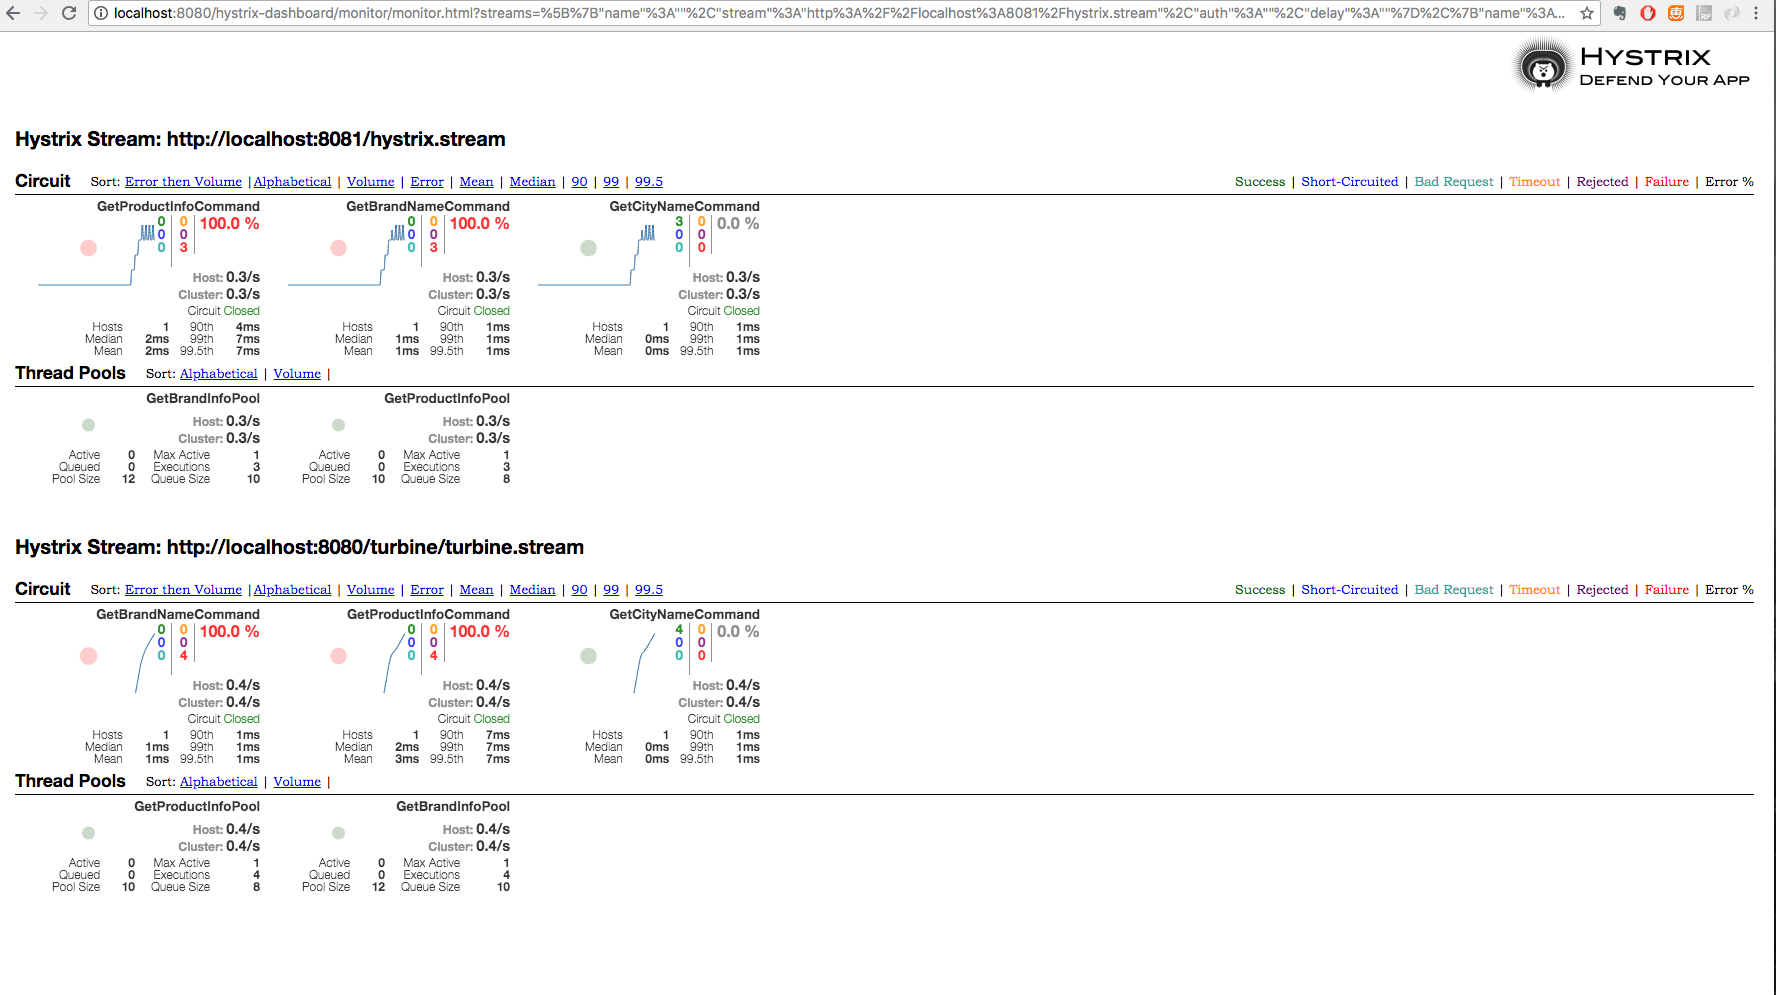 localhost:8080/hystrix-dashboard/monitor/monitor.html?streams=%5B%7B"name"%3A""%2C"stream"%3A"http%3A%2F%2Flocalhost%3A8081%2Fhystrix.stream"%2C"auth"%3A""%2C"delay"%3A""%7D%2C%7B"name"%3A...
HYSTRIX
DEFEND YOUR APP
Hystrix Stream: http://localhost:8081/hystrix.stream
Circuit Sort: Error then Volume | Alphabetical | Volume | Error | Mean | Median | 90 | 99 | 99.5 Success | Short-Circuited | Bad Request | Timeout | Rejected | Failure | Error %
GetProductInfoCommand GetBrandNameCommand GetCityNameCommand
0 0 100.0 % 0 0 100.0 % 3 0 0.0 %
0 0 0 0 0 0
0 3 0 3 0 0
Host: 0.3/s Host: 0.3/s Host: 0.3/s
Cluster: 0.3/s Cluster: 0.3/s Cluster: 0.3/s
Circuit Closed Circuit Closed Circuit Closed
Hosts 1 90th 4ms Hosts 1 90th 1ms Hosts 1 90th 1ms
Median 2ms 99th 7ms Median 1ms 99th 1ms Median 0ms 99th 1ms
Mean 2ms 99.5th 7ms Mean 1ms 99.5th 1ms Mean 0ms 99.5th 1ms
Thread Pools Sort: Alphabetical | Volume |
GetBrandInfoPool GetProductInfoPool
Host: 0.3/s Host: 0.3/s
Cluster: 0.3/s Cluster: 0.3/s
Active 0 Max Active 1 Active 0 Max Active 1
Queued 0 Executions 3 Queued 0 Executions 3
Pool Size 12 Queue Size 10 Pool Size 10 Queue Size 8
Hystrix Stream: http://localhost:8080/turbine/turbine.stream
Circuit Sort: Error then Volume | Alphabetical | Volume | Error | Mean | Median | 90 | 99 | 99.5 Success | Short-Circuited | Bad Request | Timeout | Rejected | Failure | Error %
GetBrandNameCommand GetProductInfoCommand GetCityNameCommand
0 0 100.0 % 0 0 100.0 % 4 0 0.0 %
0 0 0 0 0 0
0 4 0 4 0 0
Host: 0.4/s Host: 0.4/s Host: 0.4/s
Cluster: 0.4/s Cluster: 0.4/s Cluster: 0.4/s
Circuit Closed Circuit Closed Circuit Closed
Hosts 1 90th 1ms Hosts 1 90th 7ms Hosts 1 90th 1ms
Median 1ms 99th 1ms Median 2ms 99th 7ms Median 0ms 99th 1ms
Mean 1ms 99.5th 1ms Mean 3ms 99.5th 7ms Mean 0ms 99.5th 1ms
Thread Pools Sort: Alphabetical | Volume |
GetProductInfoPool GetBrandInfoPool
Host: 0.4/s Host: 0.4/s
Cluster: 0.4/s Cluster: 0.4/s
Active 0 Max Active 1 Active 0 Max Active 1
Queued 0 Executions 4 Queued 0 Executions 4
Pool Size 10 Queue Size 8 Pool Size 12 Queue Size 10